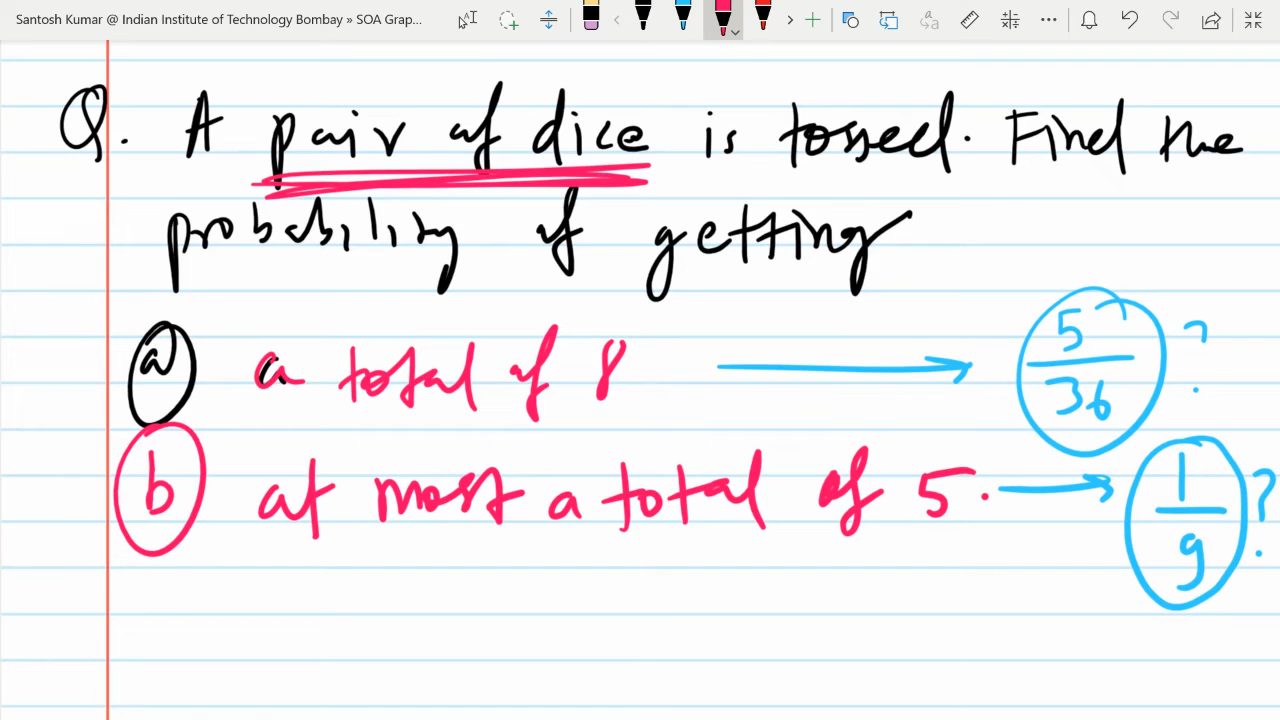 Santosh Kumar @ Indian Institute of Technology Bombay » SOA Grap...
Q. A pair of dice is tossed. Find the
probability of getting
a a total of 8 5/36 ?
b at most a total of 5. 1/9 ?